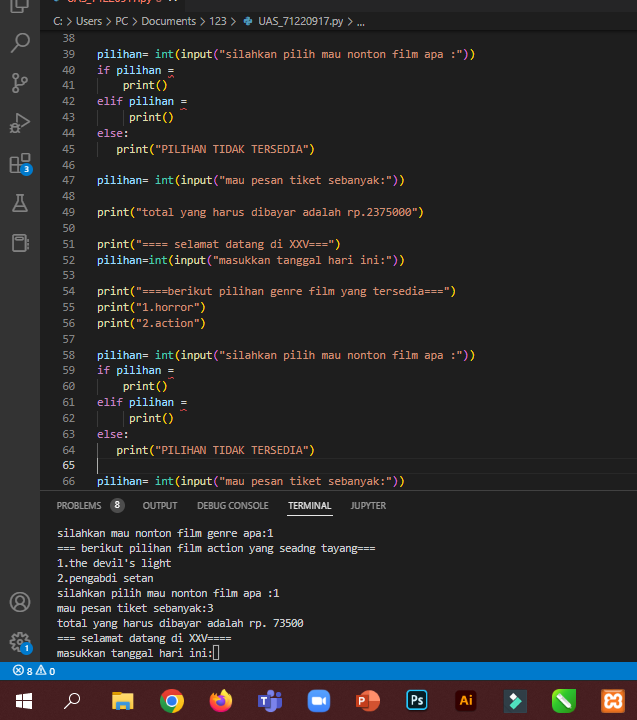 UAS_71220917.py
C: > Users > PC > Documents > 123 > UAS_71220917.py > ...
38
39 pilihan= int(input("silahkan pilih mau nonton film apa :"))
40 if pilihan =
41 print()
42 elif pilihan =
43 print()
44 else:
45 print("PILIHAN TIDAK TERSEDIA")
46
47 pilihan= int(input("mau pesan tiket sebanyak:"))
48
49 print("total yang harus dibayar adalah rp.2375000")
50
51 print("==== selamat datang di XXV===")
52 pilihan=int(input("masukkan tanggal hari ini:"))
53
54 print("====berikut pilihan genre film yang tersedia===")
55 print("1.horror")
56 print("2.action")
57
58 pilihan= int(input("silahkan pilih mau nonton film apa :"))
59 if pilihan =
60 print()
61 elif pilihan =
62 print()
63 else:
64 print("PILIHAN TIDAK TERSEDIA")
65
66 pilihan= int(input("mau pesan tiket sebanyak:"))
3
PROBLEMS 8 OUTPUT DEBUG CONSOLE TERMINAL JUPYTER
silahkan mau nonton film genre apa:1
=== berikut pilihan film action yang seadng tayang===
1.the devil's light
2.pengabdi setan
silahkan pilih mau nonton film apa :1
mau pesan tiket sebanyak:3
total yang harus dibayar adalah rp. 73500
=== selamat datang di XXV====
masukkan tanggal hari ini:
1
8 0
Ps
Ai